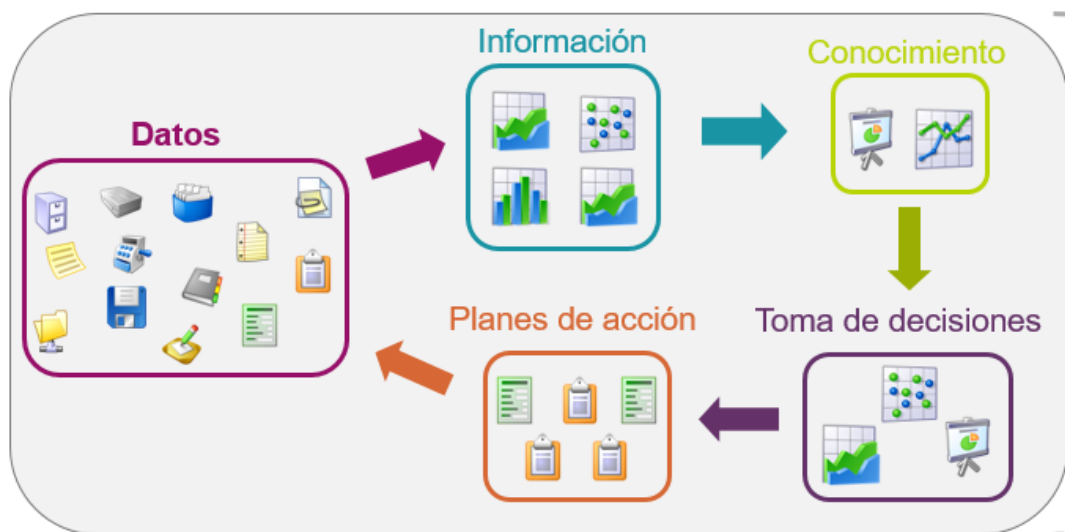 Información
Conocimiento
Datos
Planes de acción
Toma de decisiones